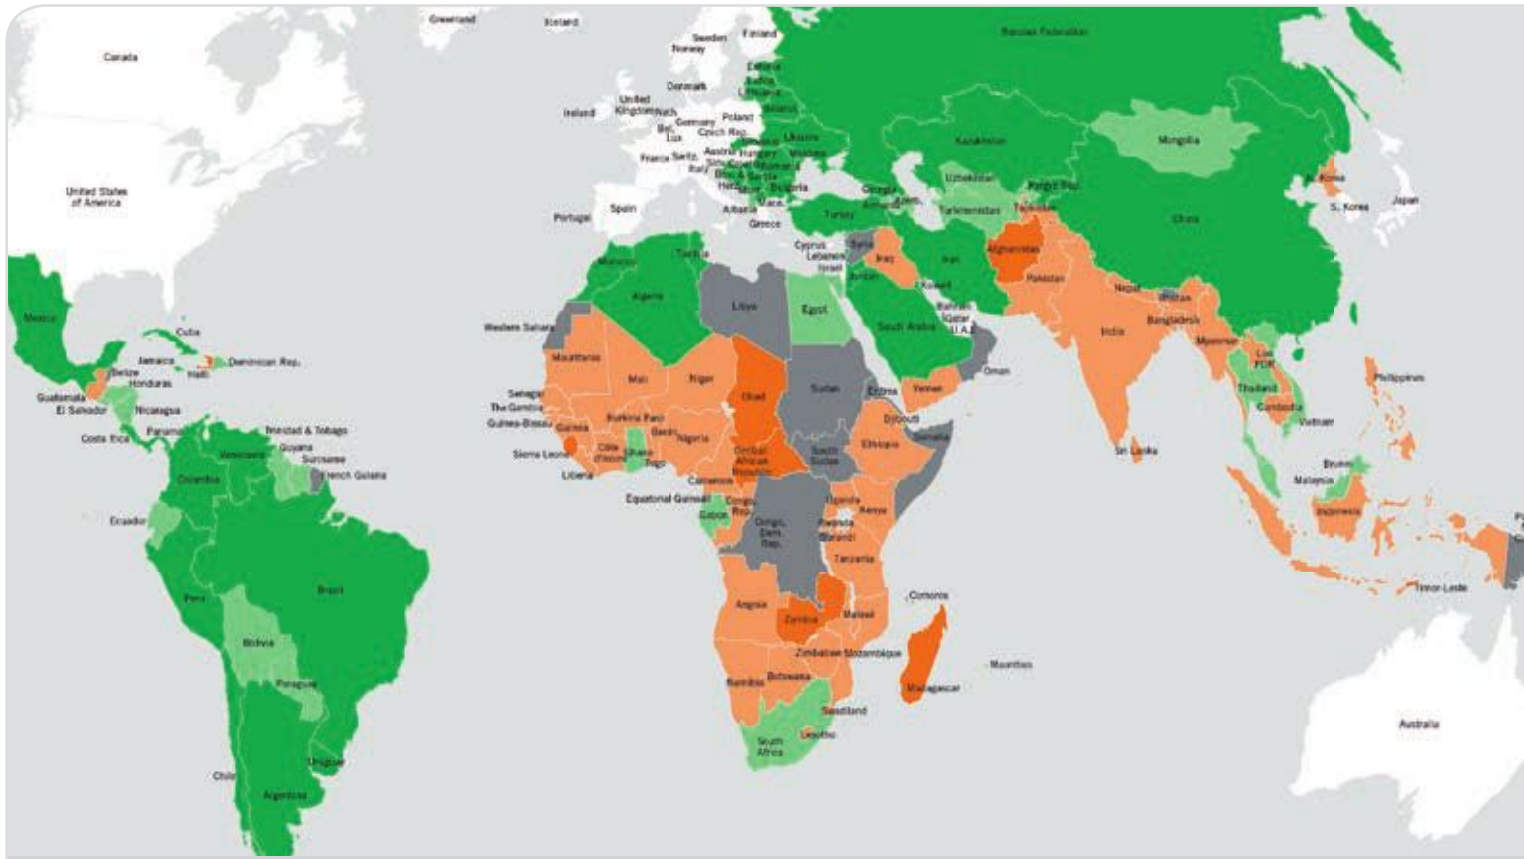 Greenland
Iceland
Canada
Sweden
Finland
Norway
Russian Federation
Estonia
Latvia
Lithuania
Denmark
Belarus
Ireland
United
Kingdom
Neth
Germany
Poland
Bel.
Lux
Czech Rep.
Ukraine
Kazakhstan
Mongolia
France
Switz.
Austria
Hungary
Moldova
Italy
Serbia
Bulgaria
Mace.
Albania
Greece
Georgia
Uzbekistan
Kyrgyz Rep.
Turkmenistan
Tajikistan
N. Korea
S. Korea
Japan
China
United States
of America
Portugal
Spain
Turkey
Cyprus
Lebanon
Israel
Syria
Iraq
Iran
Afghanistan
Pakistan
Jordan
Kuwait
Bahrain
Qatar
U.A.E
Saudi Arabia
Oman
Yemen
Nepal
Bhutan
India
Bangladesh
Myanmar
Lao
PDR
Thailand
Cambodia
Vietnam
Philippines
Sri Lanka
Brunei
Malaysia
Indonesia
Timor-Leste
Morocco
Tunisia
Algeria
Libya
Egypt
Western Sahara
Mauritania
Mali
Niger
Chad
Sudan
Eritrea
Djibouti
Somalia
Ethiopia
South
Sudan
Senegal
The Gambia
Guinea-Bissau
Guinea
Sierra Leone
Liberia
Burkina Faso
Côte
d'Ivoire
Ghana
Togo
Benin
Nigeria
Central
African
Republic
Cameroon
Equatorial Guinea
Gabon
Congo,
Rep.
Congo,
Dem.
Rep.
Uganda
Kenya
Rwanda
Burundi
Tanzania
Angola
Zambia
Malawi
Comoros
Zimbabwe
Mozambique
Namibia
Botswana
Madagascar
Mauritius
Swaziland
South
Africa
Lesotho
Mexico
Cuba
Jamaica
Haiti
Dominican Rep.
Belize
Honduras
Guatemala
El Salvador
Nicaragua
Costa Rica
Panama
Trinidad & Tobago
Venezuela
Guyana
Suriname
French Guiana
Colombia
Ecuador
Peru
Brazil
Bolivia
Paraguay
Uruguay
Chile
Argentina
Australia